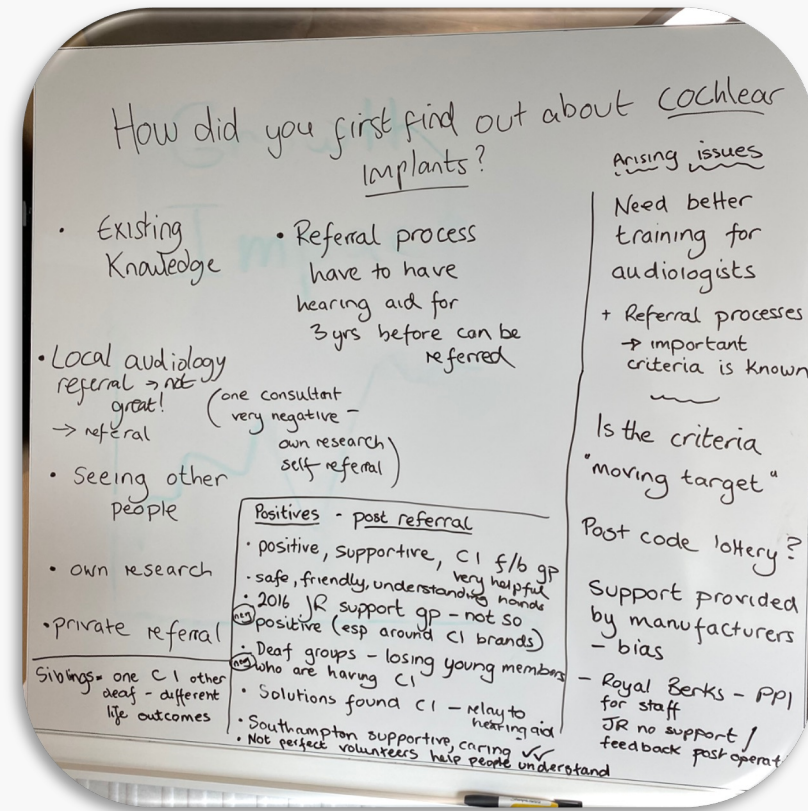 How did you first find out about cochlear
implants?
• Existing
Knowledge
• Local audiology
referral → not
great!
→ referal
(one consultant
very negative -
own research
self referral)
• Seeing other
people
• own research
• private referral
Siblings - one CI other
deaf - different
life outcomes
• Referral process
have to have
hearing aid for
3 yrs before can be
referred
Positives - post referral
• positive, supportive, CI f/b gp
very helpful
• safe, friendly, understanding hands
• 2016 JR support gp - not so
(neg) positive (esp around CI brands)
• Deaf groups - losing young members
(neg) who are having CI
• Solutions found CI - relay to
hearing aid
• Southampton supportive, caring ✓✓
• Not perfect volunteers help people understand
Arising issues
Need better
training for
audiologists
+ Referral processes
→ important
criteria is known
Is the criteria
"moving target"
Post code lottery?
Support provided
by manufacturers
- bias
- Royal Berks - PPI
for staff
JR no support /
feedback post operat